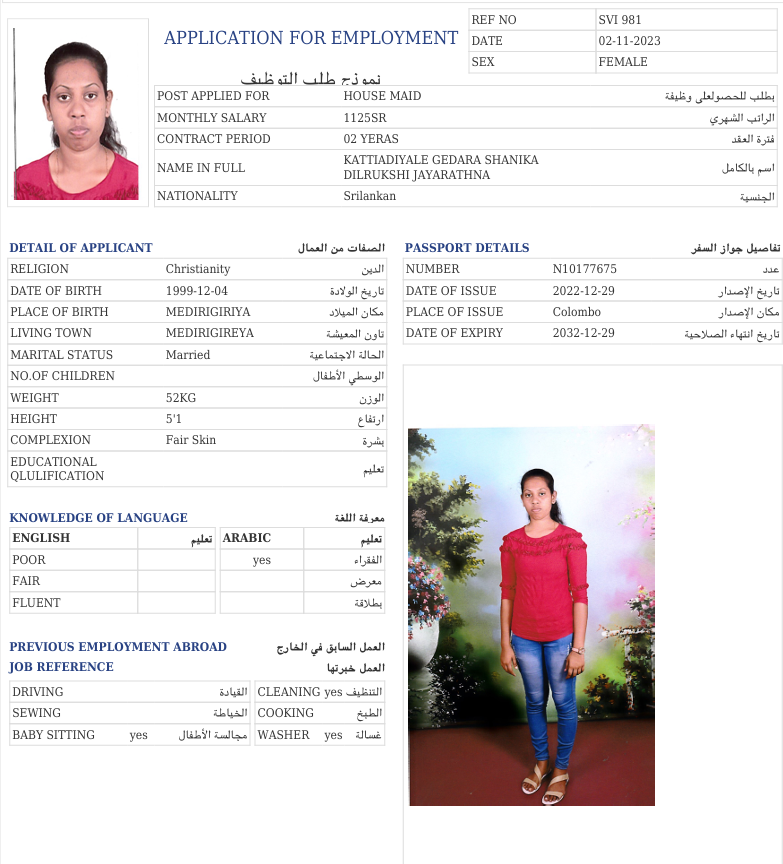 APPLICATION FOR EMPLOYMENT
نموذج طلب التوظيف
REF NO SVI 981
DATE 02-11-2023
SEX FEMALE
POST APPLIED FOR HOUSE MAID بطلب للحصولعلى وظيفة
MONTHLY SALARY 1125SR الراتب الشهري
CONTRACT PERIOD 02 YERAS فترة العقد
NAME IN FULL KATTIADIYALE GEDARA SHANIKA
DILRUKSHI JAYARATHNA اسم بالكامل
NATIONALITY Srilankan الجنسية
DETAIL OF APPLICANT الصفات من العمال
RELIGION Christianity الدين
DATE OF BIRTH 1999-12-04 تاريخ الولادة
PLACE OF BIRTH MEDIRIGIRIYA مكان الميلاد
LIVING TOWN MEDIRIGIREYA تاون المعيشة
MARITAL STATUS Married الحالة الاجتماعية
NO.OF CHILDREN الوسطي الأطفال
WEIGHT 52KG الوزن
HEIGHT 5'1 ارتفاع
COMPLEXION Fair Skin بشرة
EDUCATIONAL
QLULIFICATION تعليم
PASSPORT DETAILS تفاصيل جواز السفر
NUMBER N10177675 عدد
DATE OF ISSUE 2022-12-29 تاريخ الإصدار
PLACE OF ISSUE Colombo مكان الإصدار
DATE OF EXPIRY 2032-12-29 تاريخ انتهاء الصلاحية
KNOWLEDGE OF LANGUAGE معرفة اللغة
ENGLISH تعليم ARABIC تعليم
POOR yes الفقراء
FAIR معرض
FLUENT بطلاقة
PREVIOUS EMPLOYMENT ABROAD العمل السابق في الخارج
JOB REFERENCE العمل خبرتها
DRIVING القيادة CLEANING yes التنظيف
SEWING الخياطة COOKING الطبخ
BABY SITTING yes مجالسة الأطفال WASHER yes غسالة